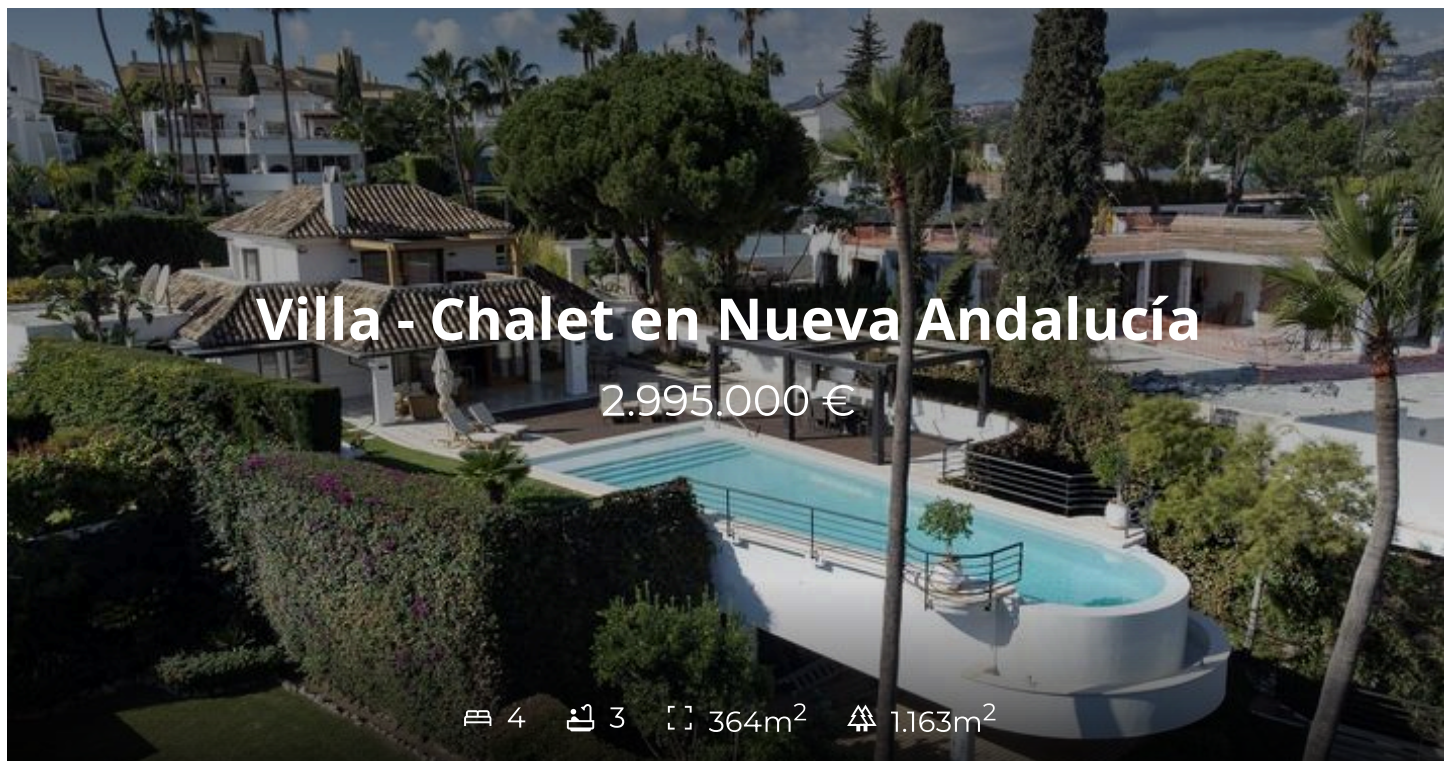 Villa - Chalet en Nueva Andalucía
2.995.000 €
4 3 364m² 1.163m²